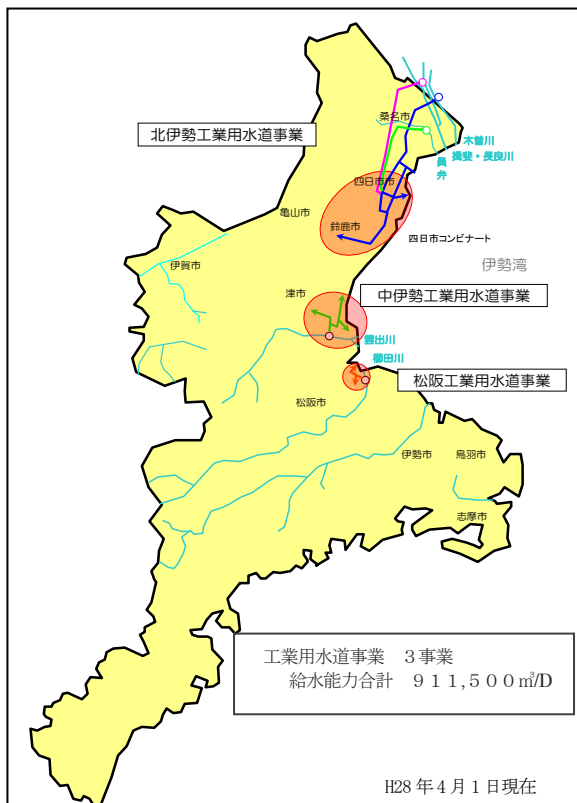 桑名市
北伊勢工業用水道事業
木曽川
揖斐・長良川
員弁
四日市市
亀山市
鈴鹿市
四日市コンビナート
伊賀市
伊勢湾
津市
中伊勢工業用水道事業
雲出川
櫛田川
松阪工業用水道事業
松阪市
伊勢市
鳥羽市
志摩市
工業用水道事業 3事業
給水能力合計 911,500㎥/D
H28年4月1日現在